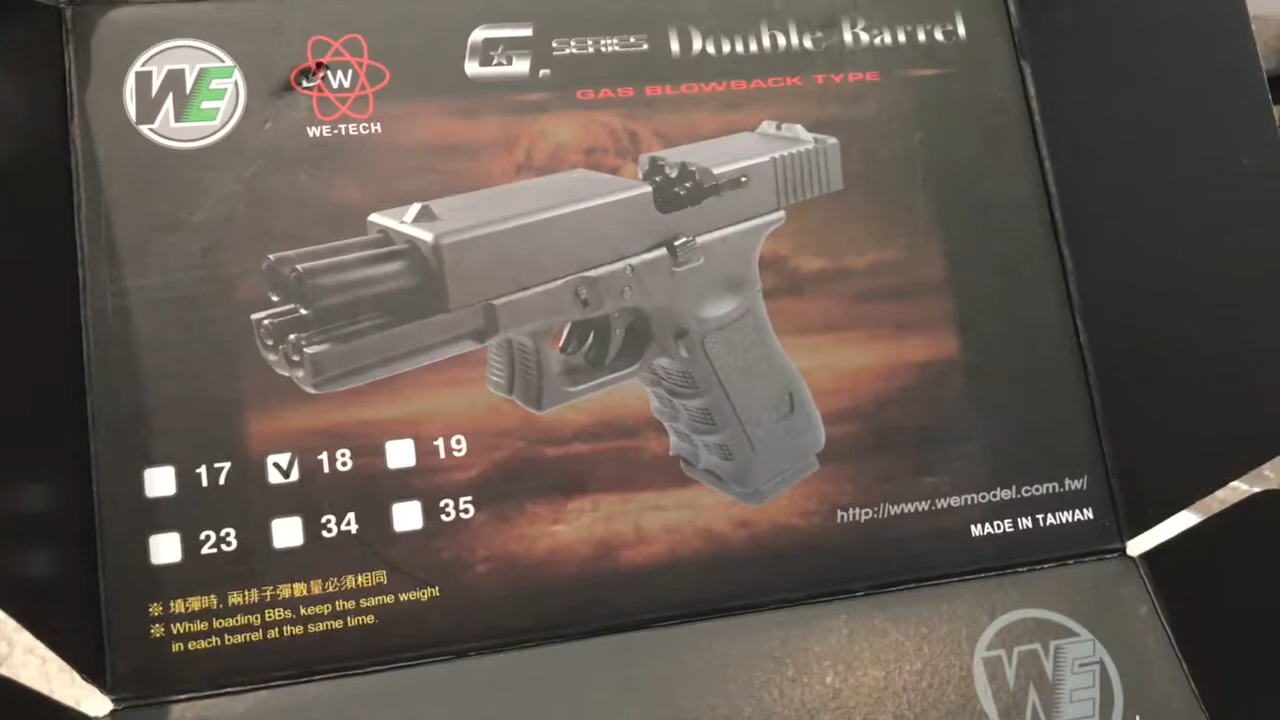 WE
W
WE-TECH
G. SERIES Double Barrel
GAS BLOWBACK TYPE
17
18
19
23
34
35
※ 填彈時, 兩排子彈數量必須相同
※ While loading BBs, keep the same weight
in each barrel at the same time.
http://www.wemodel.com.tw/
MADE IN TAIWAN
WE